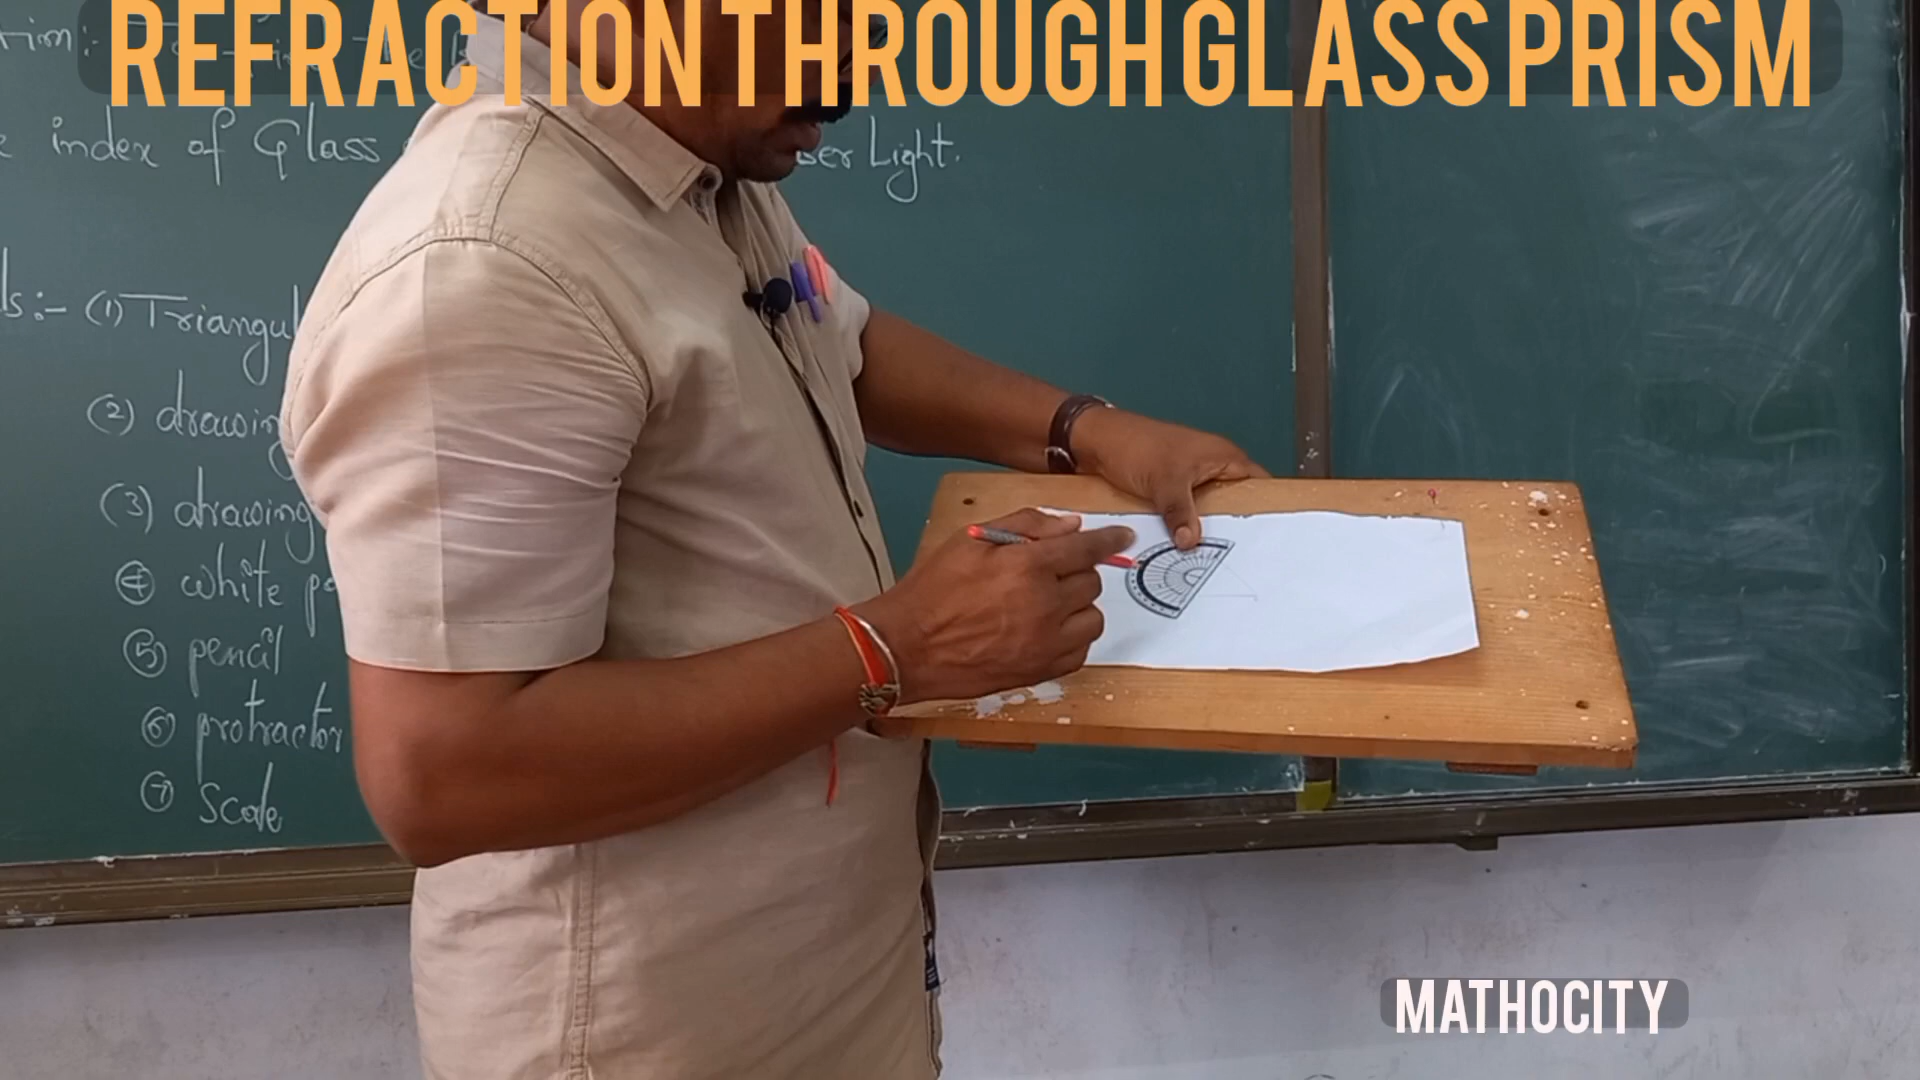 REFRACTION THROUGH GLASS PRISM
index of Glass Light.
(1) Triangul
(2) drawing
(3) drawing
④ white
⑤ pencil
⑥ protractor
⑦ Scale
MATHOCITY